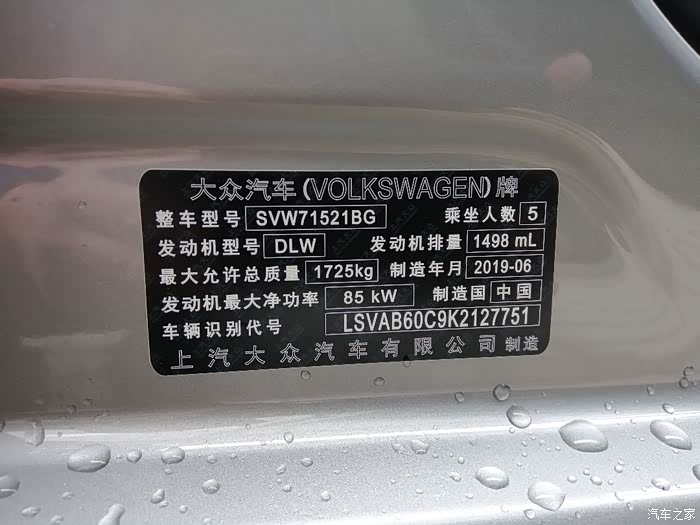 大众汽车(VOLKSWAGEN)牌
整车型号 SVW71521BG 乘坐人数 5
发动机型号 DLW 发动机排量 1498 mL
最大允许总质量 1725kg 制造年月 2019-06
发动机最大净功率 85 kW 制造国 中国
车辆识别代号 LSVAB60C9K2127751
上汽大众汽车有限公司 制造
汽车之家